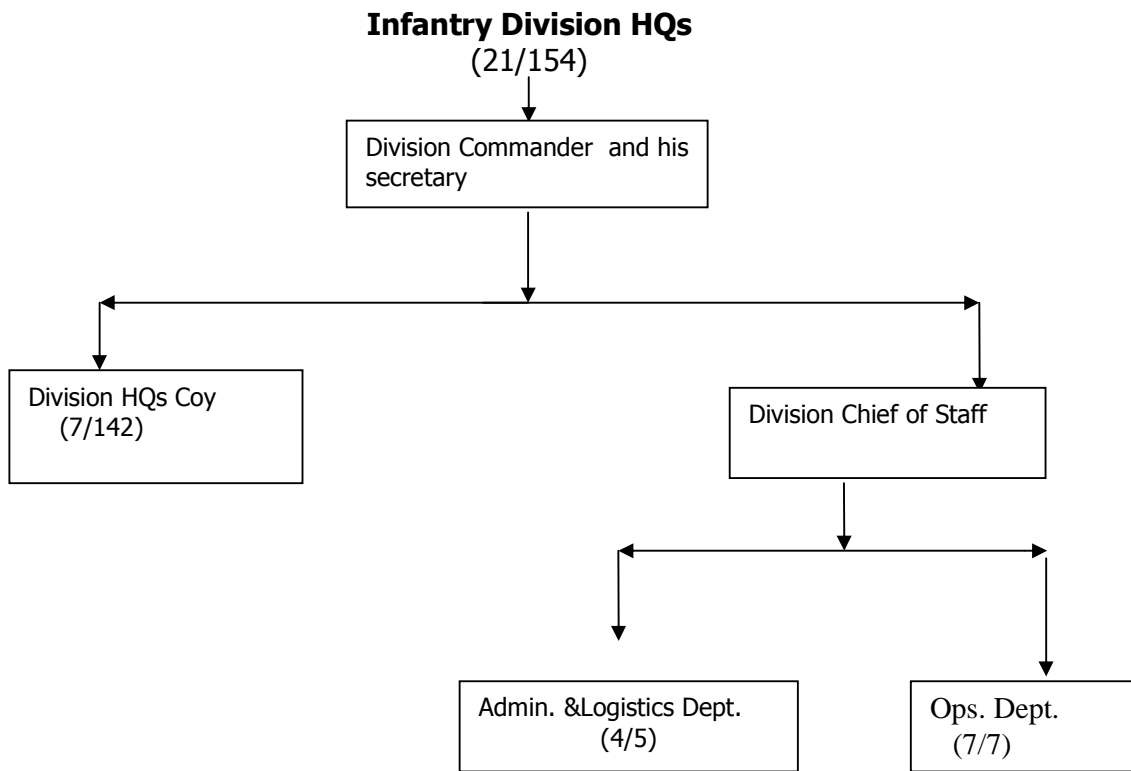 Infantry Division HQs
(21/154)
Division Commander and his
secretary
Division HQs Coy
(7/142)
Division Chief of Staff
Admin. &Logistics Dept.
(4/5)
Ops. Dept.
(7/7)